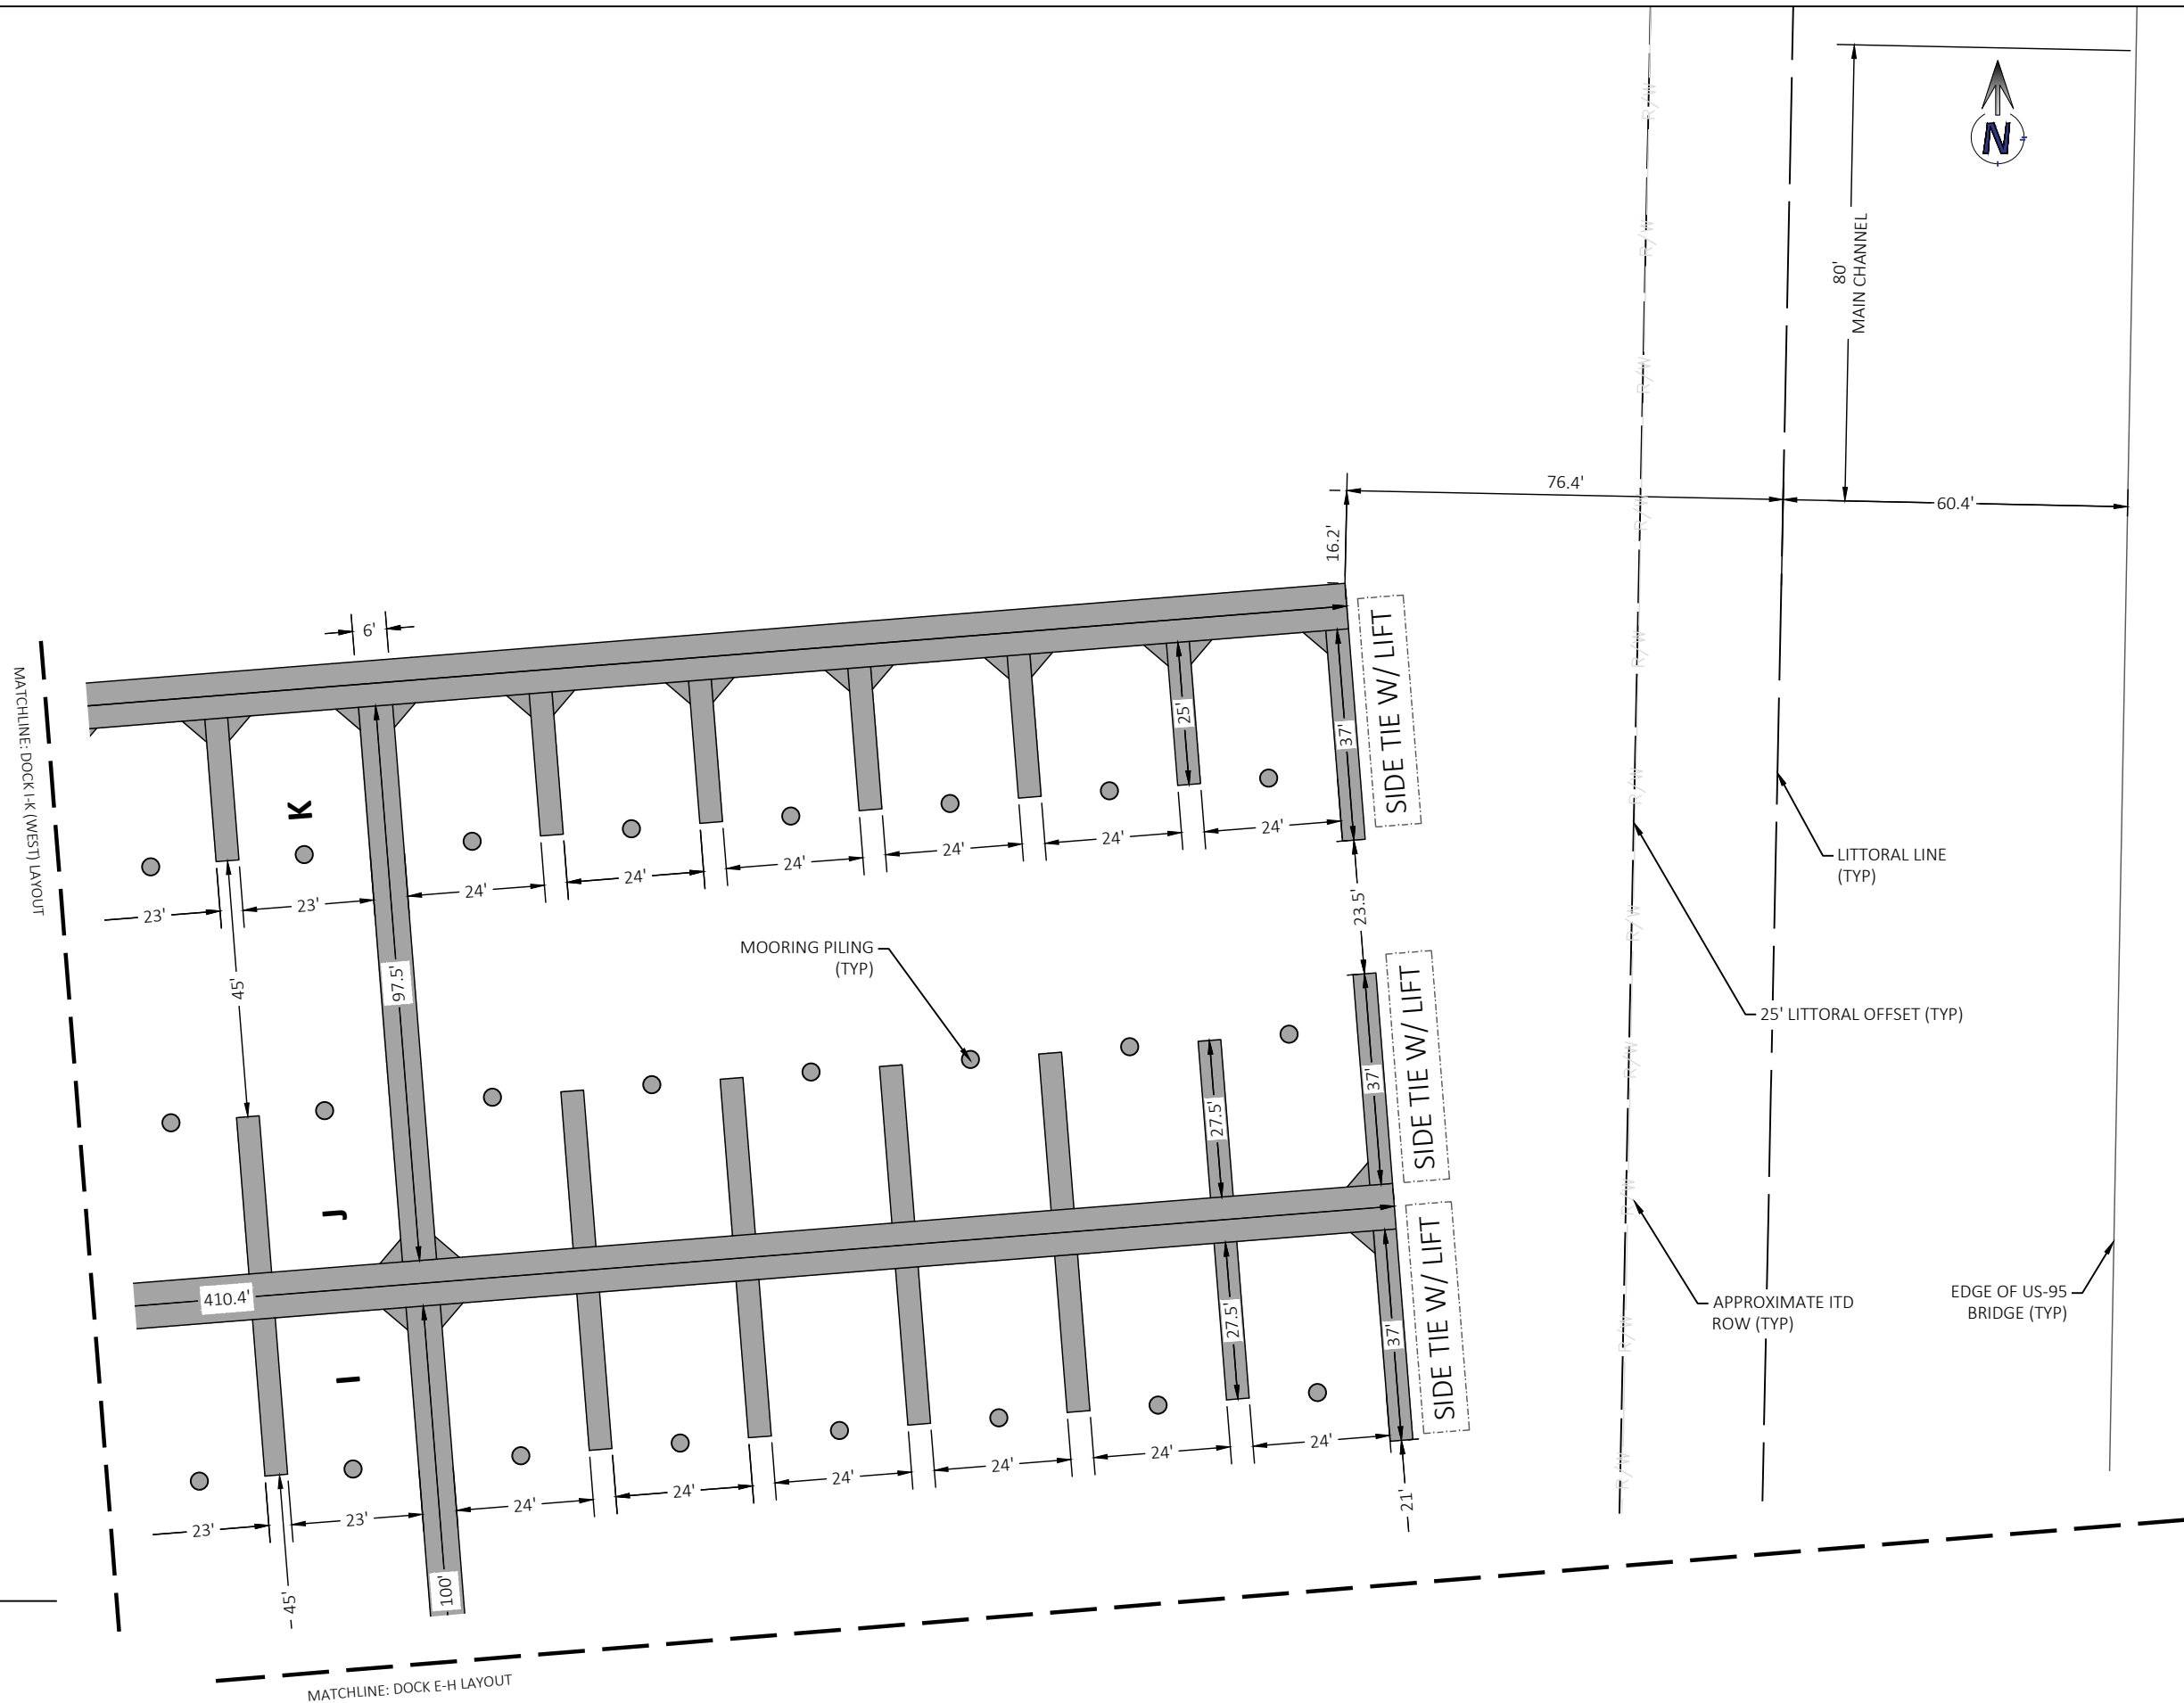 R/W
N
80'
MAIN CHANNEL
R/W
R/W
76.4'
60.4'
R/W
16.2'
6'
SIDE TIE W/ LIFT
R/W
MATCHLINE: DOCK I-K (WEST) LAYOUT
25'
37'
K
R/W
24'
24'
24'
24'
24'
24'
23'
23'
LITTORAL LINE
(TYP)
23.5'
R/W
MOORING PILING
(TYP)
45'
97.5'
SIDE TIE W/ LIFT
25' LITTORAL OFFSET (TYP)
R/W
37'
27.5'
R/W
J
410.4'
SIDE TIE W/ LIFT
27.5'
37'
APPROXIMATE ITD
ROW (TYP)
EDGE OF US-95
BRIDGE (TYP)
R/W
I
24'
24'
24'
24'
24'
24'
23'
23'
R/W
21'
45'
100'
MATCHLINE: DOCK E-H LAYOUT